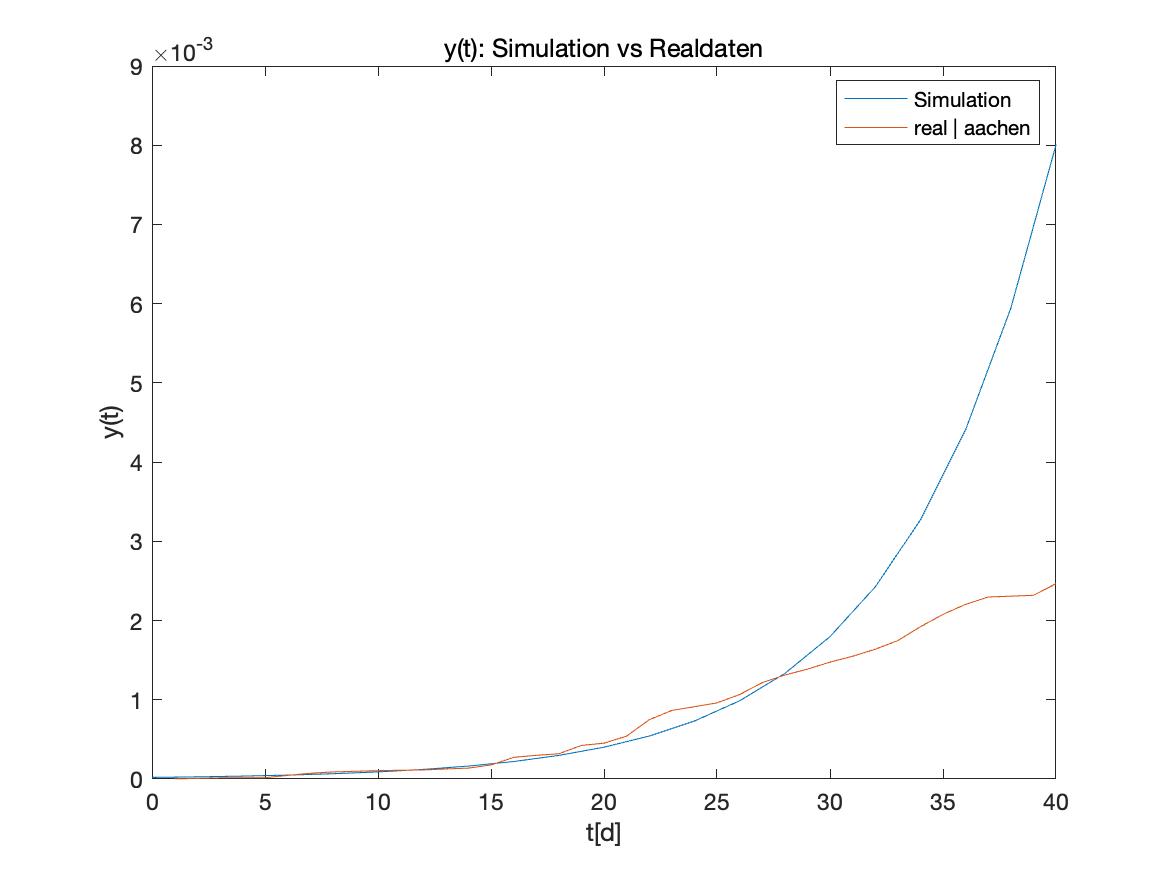 ×10-3
y(t): Simulation vs Realdaten
9
8
7
6
5
4
3
2
1
0
y(t)
Simulation
real | aachen
0 5 10 15 20 25 30 35 40
t[d]